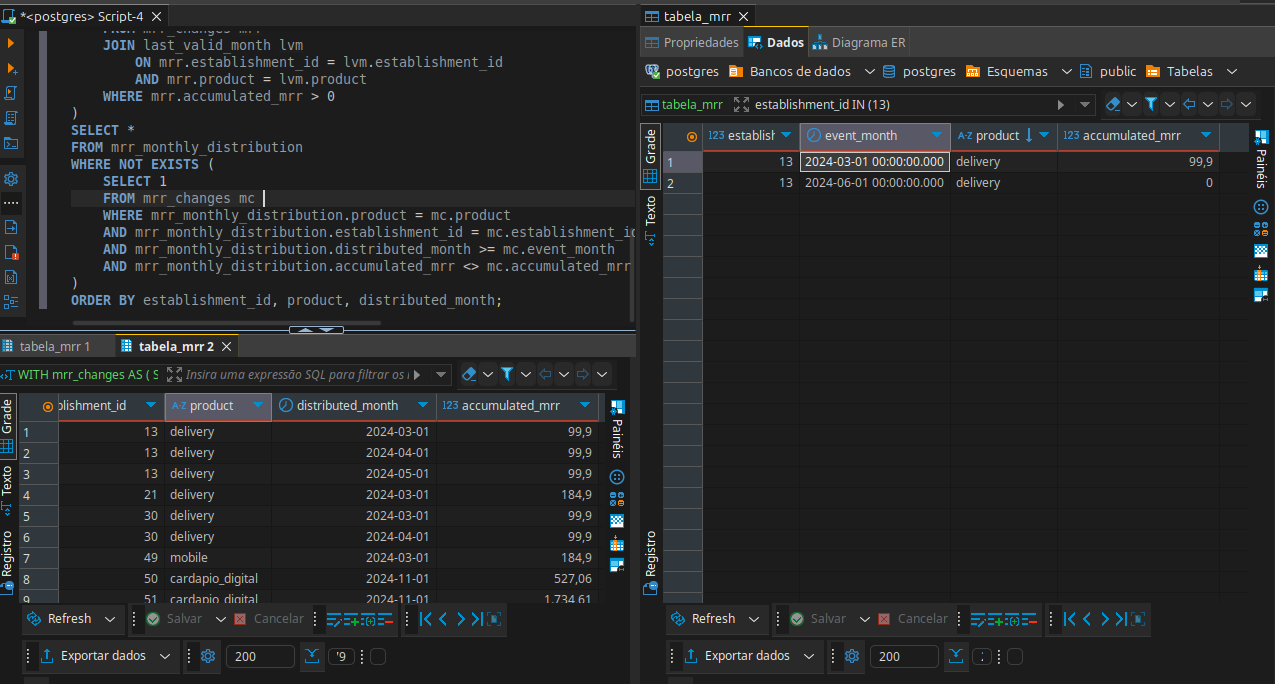 *<postgres> Script-4
JOIN last_valid_month lvm
ON mrr.establishment_id = lvm.establishment_id
AND mrr.product = lvm.product
WHERE mrr.accumulated_mrr > 0
)
SELECT *
FROM mrr_monthly_distribution
WHERE NOT EXISTS (
SELECT 1
FROM mrr_changes mc
WHERE mrr_monthly_distribution.product = mc.product
AND mrr_monthly_distribution.establishment_id = mc.establishment_id
AND mrr_monthly_distribution.distributed_month >= mc.event_month
AND mrr_monthly_distribution.accumulated_mrr <> mc.accumulated_mrr
)
ORDER BY establishment_id, product, distributed_month;
tabela_mrr 1
tabela_mrr 2
WITH mrr_changes AS ( S
Insira uma expressão SQL para filtrar os
Grade
Texto
Registro
blishment_id A-Z product distributed_month 123 accumulated_mrr
1 13 delivery 2024-03-01 99,9
2 13 delivery 2024-04-01 99,9
3 13 delivery 2024-05-01 99,9
4 21 delivery 2024-03-01 184,9
5 30 delivery 2024-03-01 99,9
6 30 delivery 2024-04-01 99,9
7 49 mobile 2024-03-01 184,9
8 50 cardapio_digital 2024-11-01 527,06
9 51 cardapio_digital 2024-11-01 1.734,61
Painéis
Refresh Salvar Cancelar
Exportar dados 200 '9
tabela_mrr
Propriedades Dados Diagrama ER
postgres Bancos de dados postgres Esquemas public Tabelas
tabela_mrr establishment_id IN (13)
Grade
Texto
Registro
123 establish event_month A-Z product 123 accumulated_mrr
1 13 2024-03-01 00:00:00.000 delivery 99,9
2 13 2024-06-01 00:00:00.000 delivery 0
Painéis
Refresh Salvar Cancelar
Exportar dados 200 :